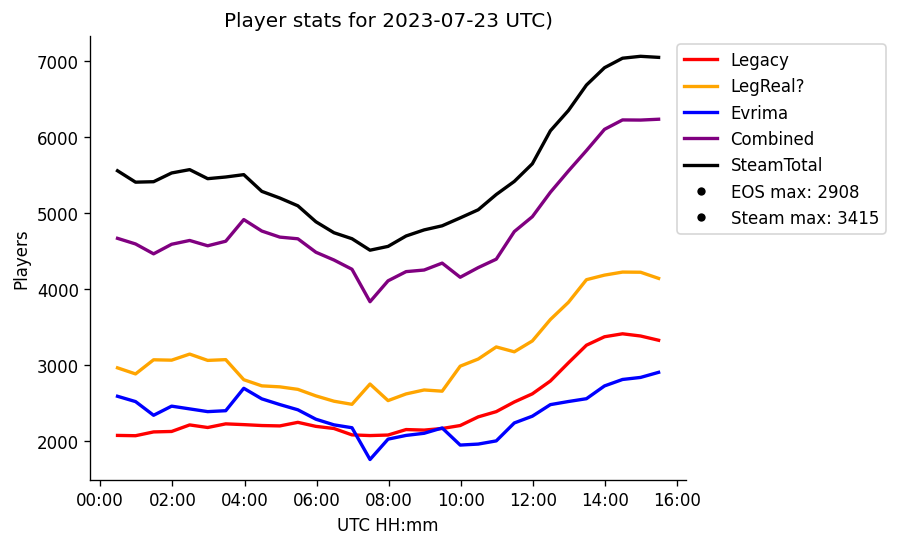 Player stats for 2023-07-23 UTC)
7000
6000
5000
4000
3000
2000
Players
00:00 02:00 04:00 06:00 08:00 10:00 12:00 14:00 16:00
UTC HH:mm
Legacy
LegReal?
Evrima
Combined
SteamTotal
EOS max: 2908
Steam max: 3415